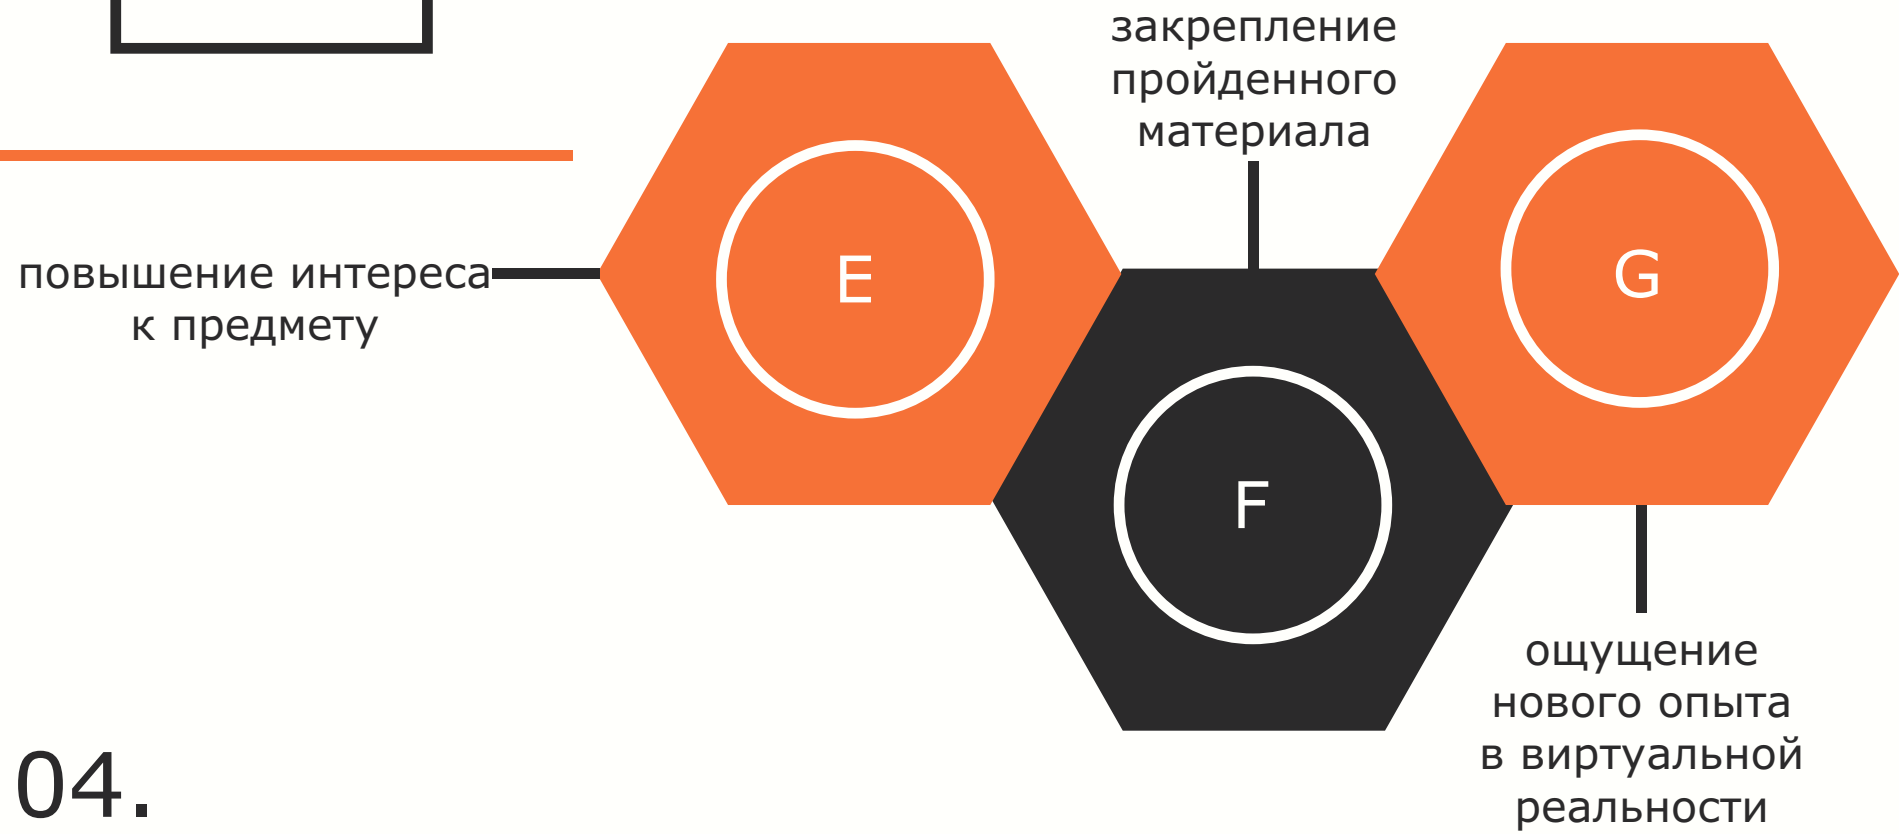 закрепление
пройденного
материала
повышение интереса
к предмету
E
G
F
ощущение
нового опыта
в виртуальной
реальности
04.